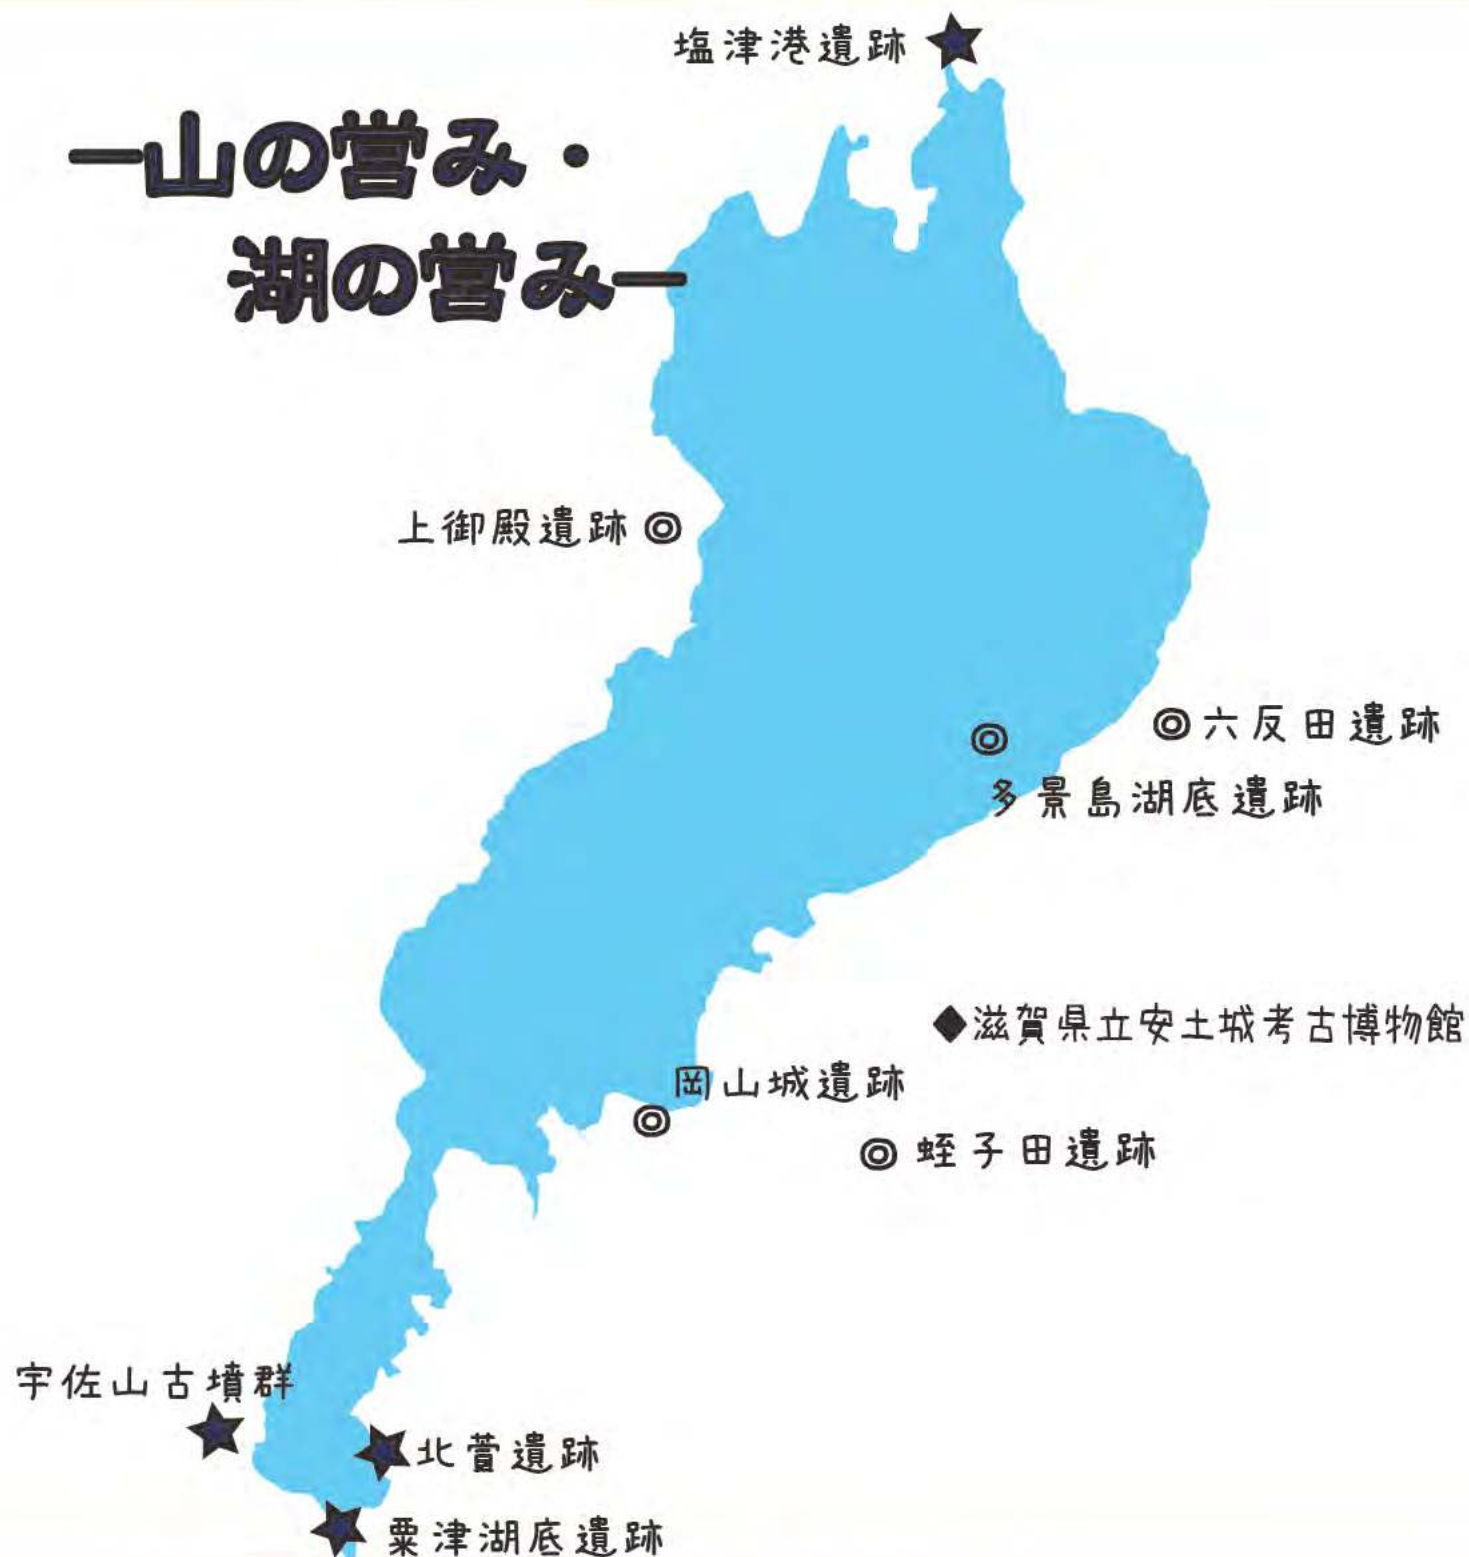 塩津港遺跡
―山の営み・
湖の営み―
上御殿遺跡
六反田遺跡
多景島湖底遺跡
滋賀県立安土城考古博物館
岡山城遺跡
蛭子田遺跡
宇佐山古墳群
北萱遺跡
粟津湖底遺跡